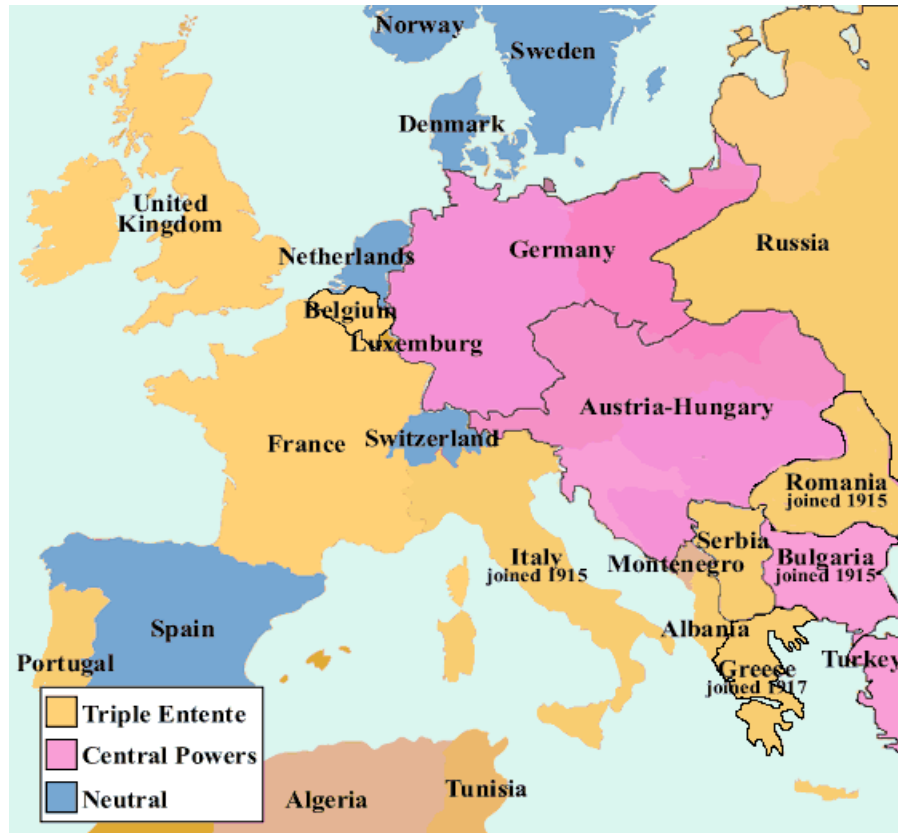 Norway
Sweden
Denmark
United
Kingdom
Netherlands
Germany
Russia
Belgium
Luxemburg
Austria-Hungary
France
Switzerland
Romania
joined 1915
Italy
joined 1915
Serbia
Montenegro
Bulgaria
joined 1915
Spain
Albania
Portugal
Greece
joined 1917
Turkey
Triple Entente
Central Powers
Neutral
Algeria
Tunisia